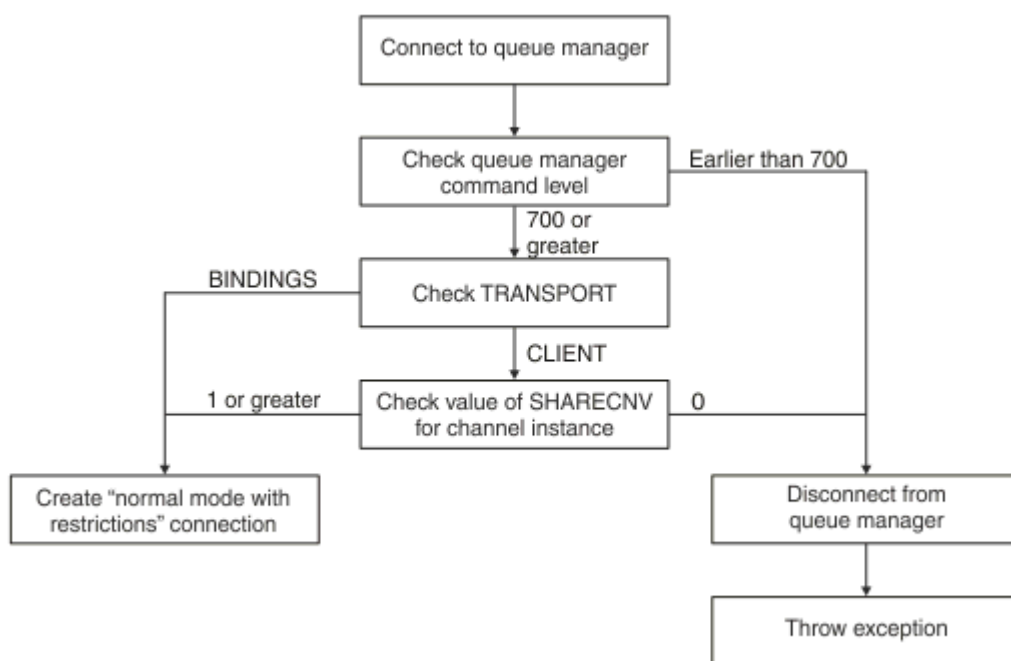 Connect to queue manager
Check queue manager
command level
Earlier than 700
700 or
greater
BINDINGS
Check TRANSPORT
CLIENT
1 or greater
Check value of SHARECNV
for channel instance
0
Create “normal mode with
restrictions” connection
Disconnect from
queue manager
Throw exception